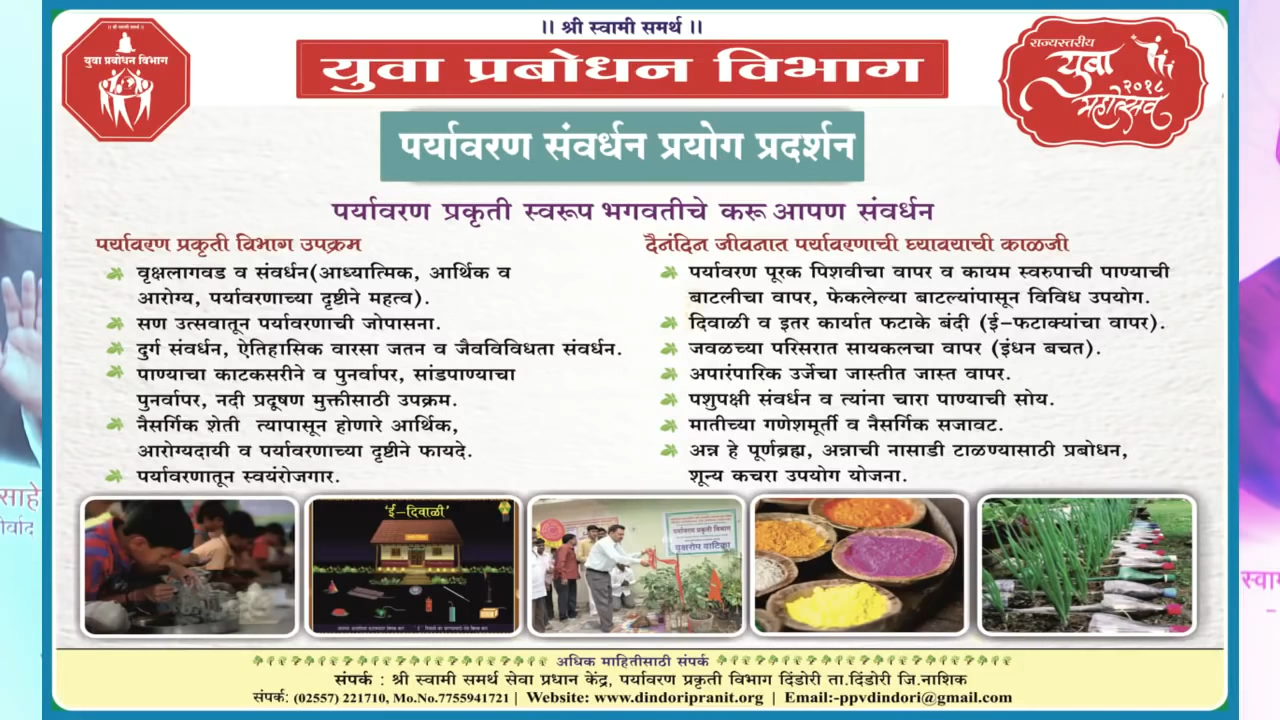 ।। श्री स्वामी समर्थ ।।
युवा प्रबोधन विभाग
।। श्री स्वामी समर्थ ।।
युवा प्रबोधन विभाग
राज्यस्तरीय
युवा
२०१८
महोत्सव
पर्यावरण संवर्धन प्रयोग प्रदर्शन
पर्यावरण प्रकृती स्वरूप भगवतीचे करू आपण संवर्धन
पर्यावरण प्रकृती विभाग उपक्रम
वृक्षलागवड व संवर्धन(आध्यात्मिक, आर्थिक व
आरोग्य, पर्यावरणाच्या दृष्टीने महत्व).
सण उत्सवातून पर्यावरणाची जोपासना.
दुर्ग संवर्धन, ऐतिहासिक वारसा जतन व जैवविविधता संवर्धन.
पाण्याचा काटकसरीने व पुनर्वापर, सांडपाण्याचा
पुनर्वापर, नदी प्रदूषण मुक्तीसाठी उपक्रम.
नैसर्गिक शेती त्यापासून होणारे आर्थिक,
आरोग्यदायी व पर्यावरणाच्या दृष्टीने फायदे.
पर्यावरणातून स्वयंरोजगार.
दैनंदिन जीवनात पर्यावरणाची घ्यावयाची काळजी
पर्यावरण पूरक पिशवीचा वापर व कायम स्वरुपाची पाण्याची
बाटलीचा वापर, फेकलेल्या बाटल्यांपासून विविध उपयोग.
दिवाळी व इतर कार्यात फटाके बंदी (ई-फटाक्यांचा वापर).
जवळच्या परिसरात सायकलचा वापर (इंधन बचत).
अपारंपारिक उर्जेचा जास्तीत जास्त वापर.
पशुपक्षी संवर्धन व त्यांना चारा पाण्याची सोय.
मातीच्या गणेशमूर्ती व नैसर्गिक सजावट.
अन्न हे पूर्णब्रह्म, अन्नाची नासाडी टाळण्यासाठी प्रबोधन,
शून्य कचरा उपयोग योजना.
साहे
र्वाद
स्वाम
'ई-दिवाळी'
पर्यावरण प्रकृती विभाग
वृक्षरोप वाटिका
अधिक माहितीसाठी संपर्क
संपर्क : श्री स्वामी समर्थ सेवा प्रधान केंद्र, पर्यावरण प्रकृती विभाग दिंडोरी ता.दिंडोरी जि.नाशिक
संपर्क: (02557) 221710, Mo.No.7755941721 | Website: www.dindoripranit.org | Email:-ppvdindori@gmail.com